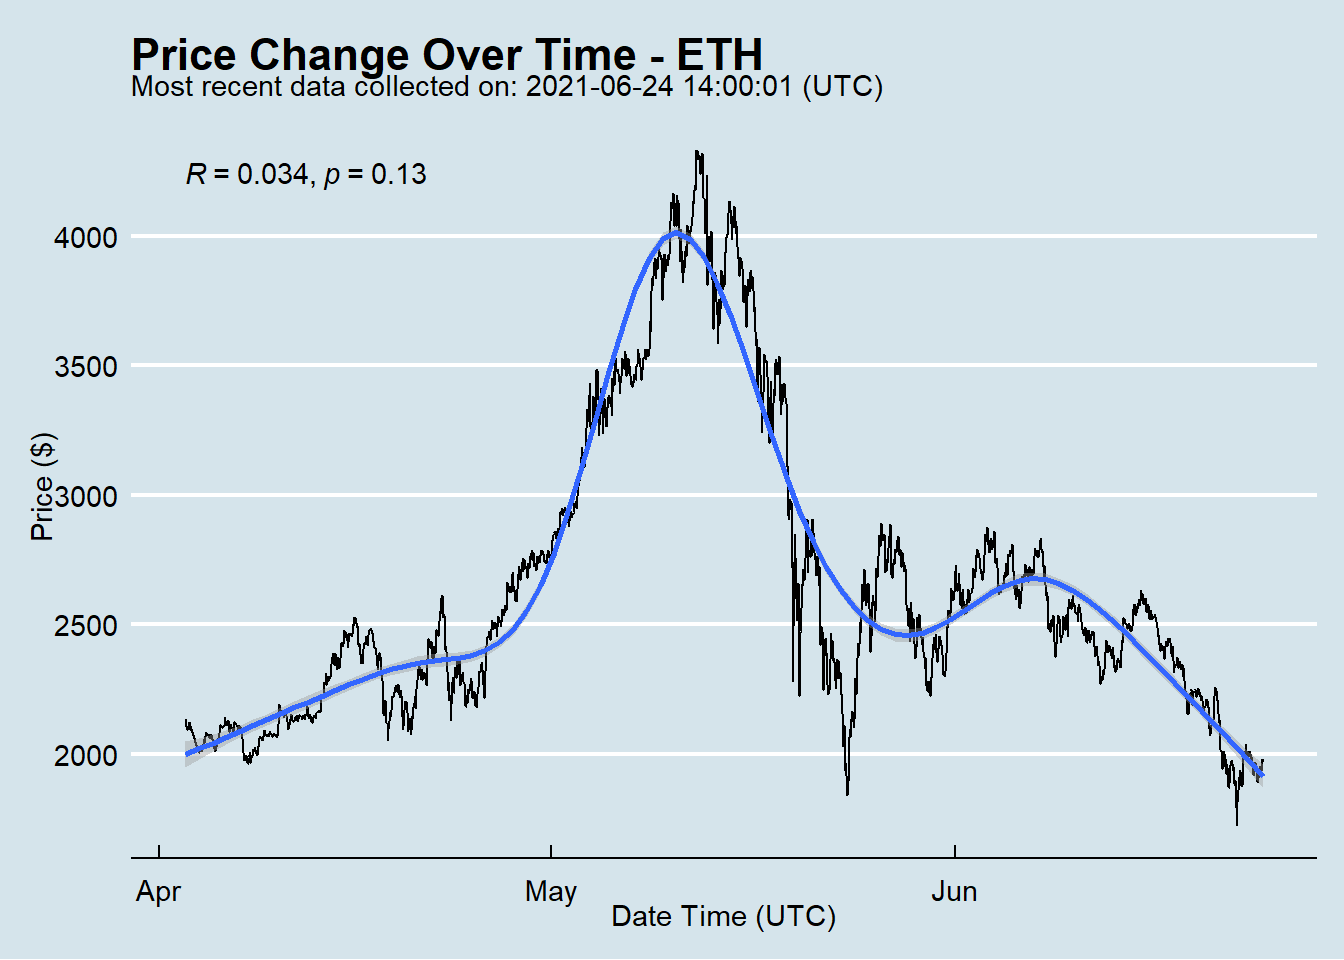 Price Change Over Time - ETH
Most recent data collected on: 2021-06-24 14:00:01 (UTC)
R = 0.034, p = 0.13
4000
3500
3000
2500
2000
Price ($)
Apr
May
Jun
Date Time (UTC)